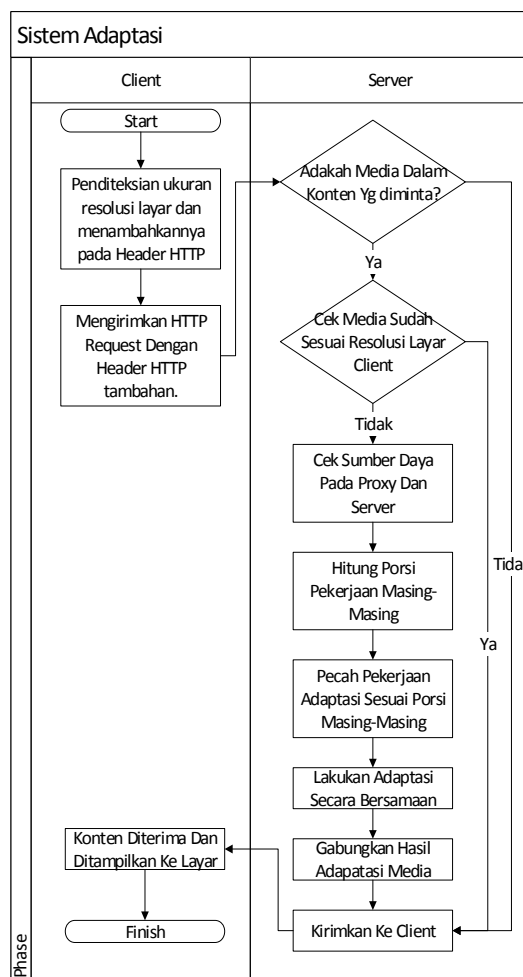 Sistem Adaptasi
Client
Server
Start
Penditeksian ukuran
resolusi layar dan
menambahkannya
pada Header HTTP
Mengirimkan HTTP
Request Dengan
Header HTTP
tambahan.
Adakah Media Dalam
Konten Yg diminta?
Ya
Cek Media Sudah
Sesuai Resolusi Layar
Client
Tidak
Cek Sumber Daya
Pada Proxy Dan
Server
Hitung Porsi
Pekerjaan Masing-
Masing
Tida
Ya
Pecah Pekerjaan
Adaptasi Sesuai Porsi
Masing-Masing
Lakukan Adaptasi
Secara Bersamaan
Gabungkan Hasil
Adapatasi Media
Kirimkan Ke Client
Konten Diterima Dan
Ditampilkan Ke Layar
Finish
Phase